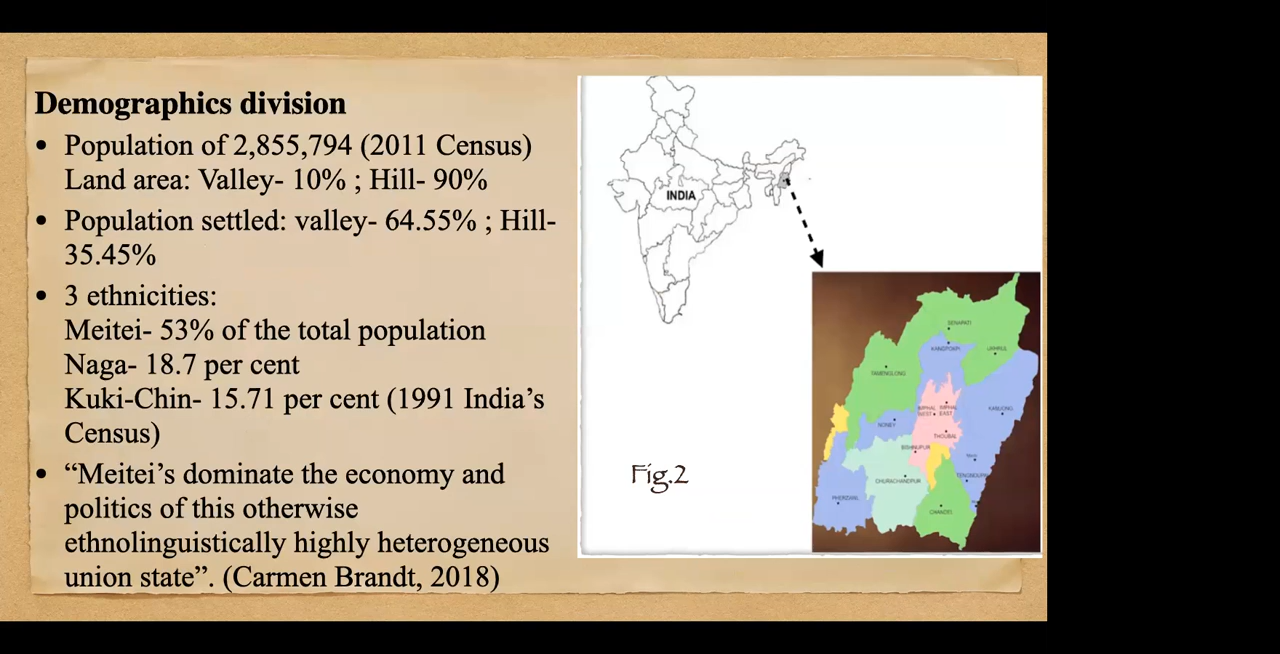 Demographics division
• Population of 2,855,794 (2011 Census)
Land area: Valley- 10% ; Hill- 90%
• Population settled: valley- 64.55% ; Hill-
35.45%
• 3 ethnicities:
Meitei- 53% of the total population
Naga- 18.7 per cent
Kuki-Chin- 15.71 per cent (1991 India’s
Census)
• “Meitei’s dominate the economy and
politics of this otherwise
ethnolinguistically highly heterogeneous
union state”. (Carmen Brandt, 2018)
INDIA
Fig.2
SENAPATI
KANGPOKPI
UKHRUL
TAMENGLONG
IMPHAL WEST
IMPHAL EAST
KAMJONG
NONEY
THOUBAL
BISHNUPUR
CHURACHANDPUR
TENGNOUPAL
PHERZAWL
CHANDEL